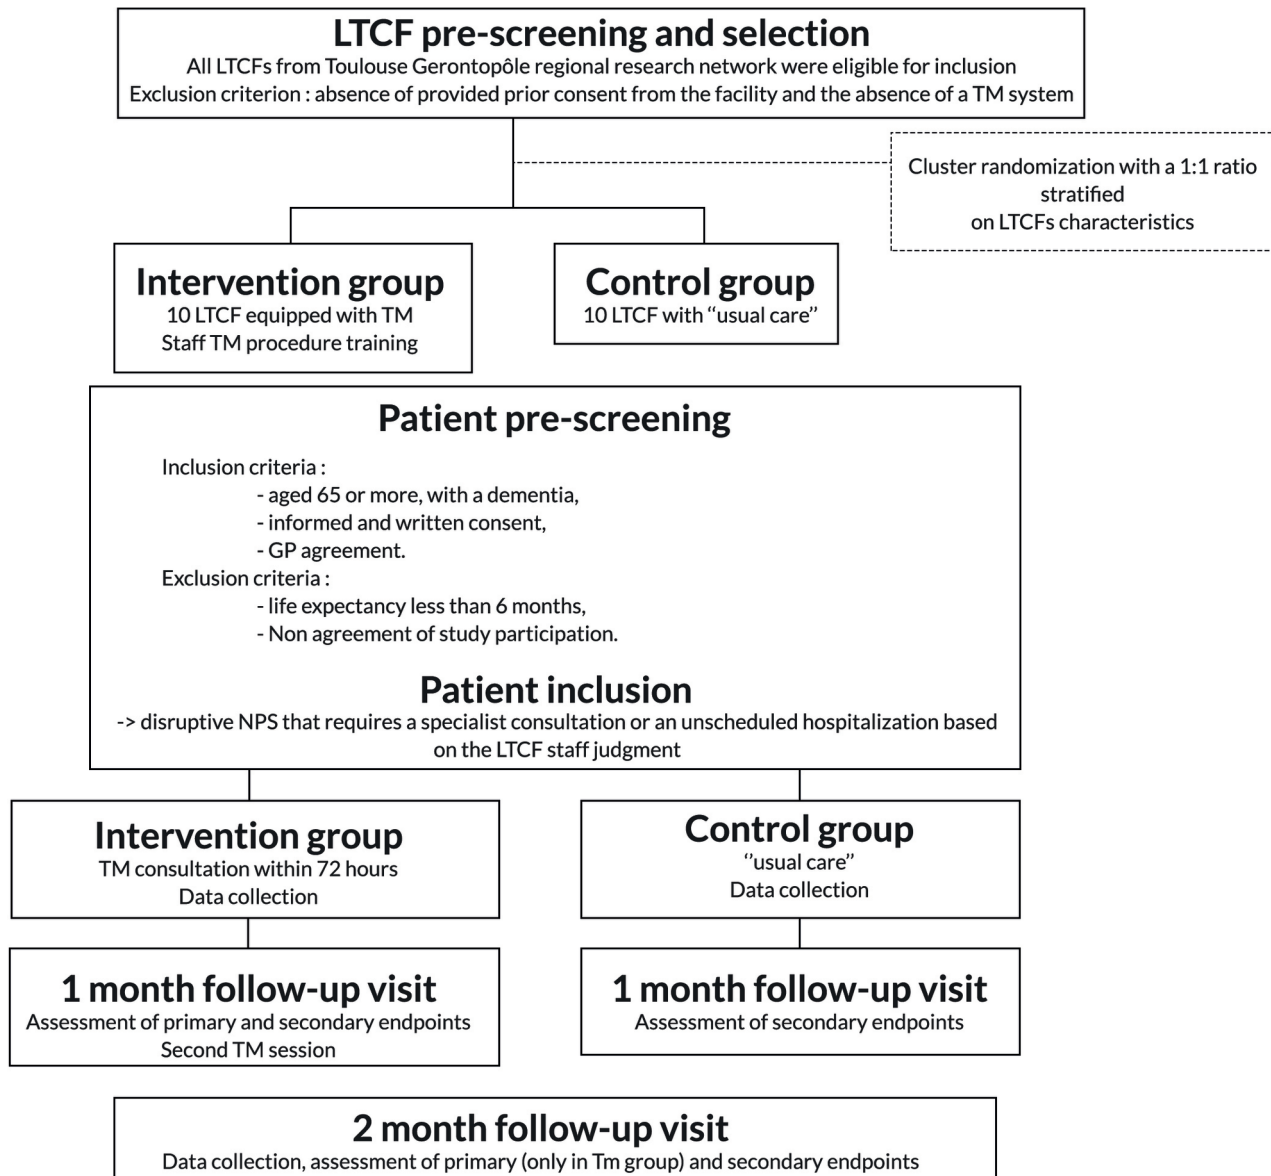 LTCF pre-screening and selection
All LTCFs from Toulouse Gerontopôle regional research network were eligible for inclusion
Exclusion criterion : absence of provided prior consent from the facility and the absence of a TM system
Cluster randomization with a 1:1 ratio
stratified
on LTCFs characteristics
Intervention group
10 LTCF equipped with TM
Staff TM procedure training
Control group
10 LTCF with “usual care”
Patient pre-screening
Inclusion criteria :
- aged 65 or more, with a dementia,
- informed and written consent,
- GP agreement.
Exclusion criteria :
- life expectancy less than 6 months,
- Non agreement of study participation.
Patient inclusion
-> disruptive NPS that requires a specialist consultation or an unscheduled hospitalization based
on the LTCF staff judgment
Intervention group
TM consultation within 72 hours
Data collection
Control group
“usual care”
Data collection
1 month follow-up visit
Assessment of primary and secondary endpoints
Second TM session
1 month follow-up visit
Assessment of secondary endpoints
2 month follow-up visit
Data collection, assessment of primary (only in Tm group) and secondary endpoints